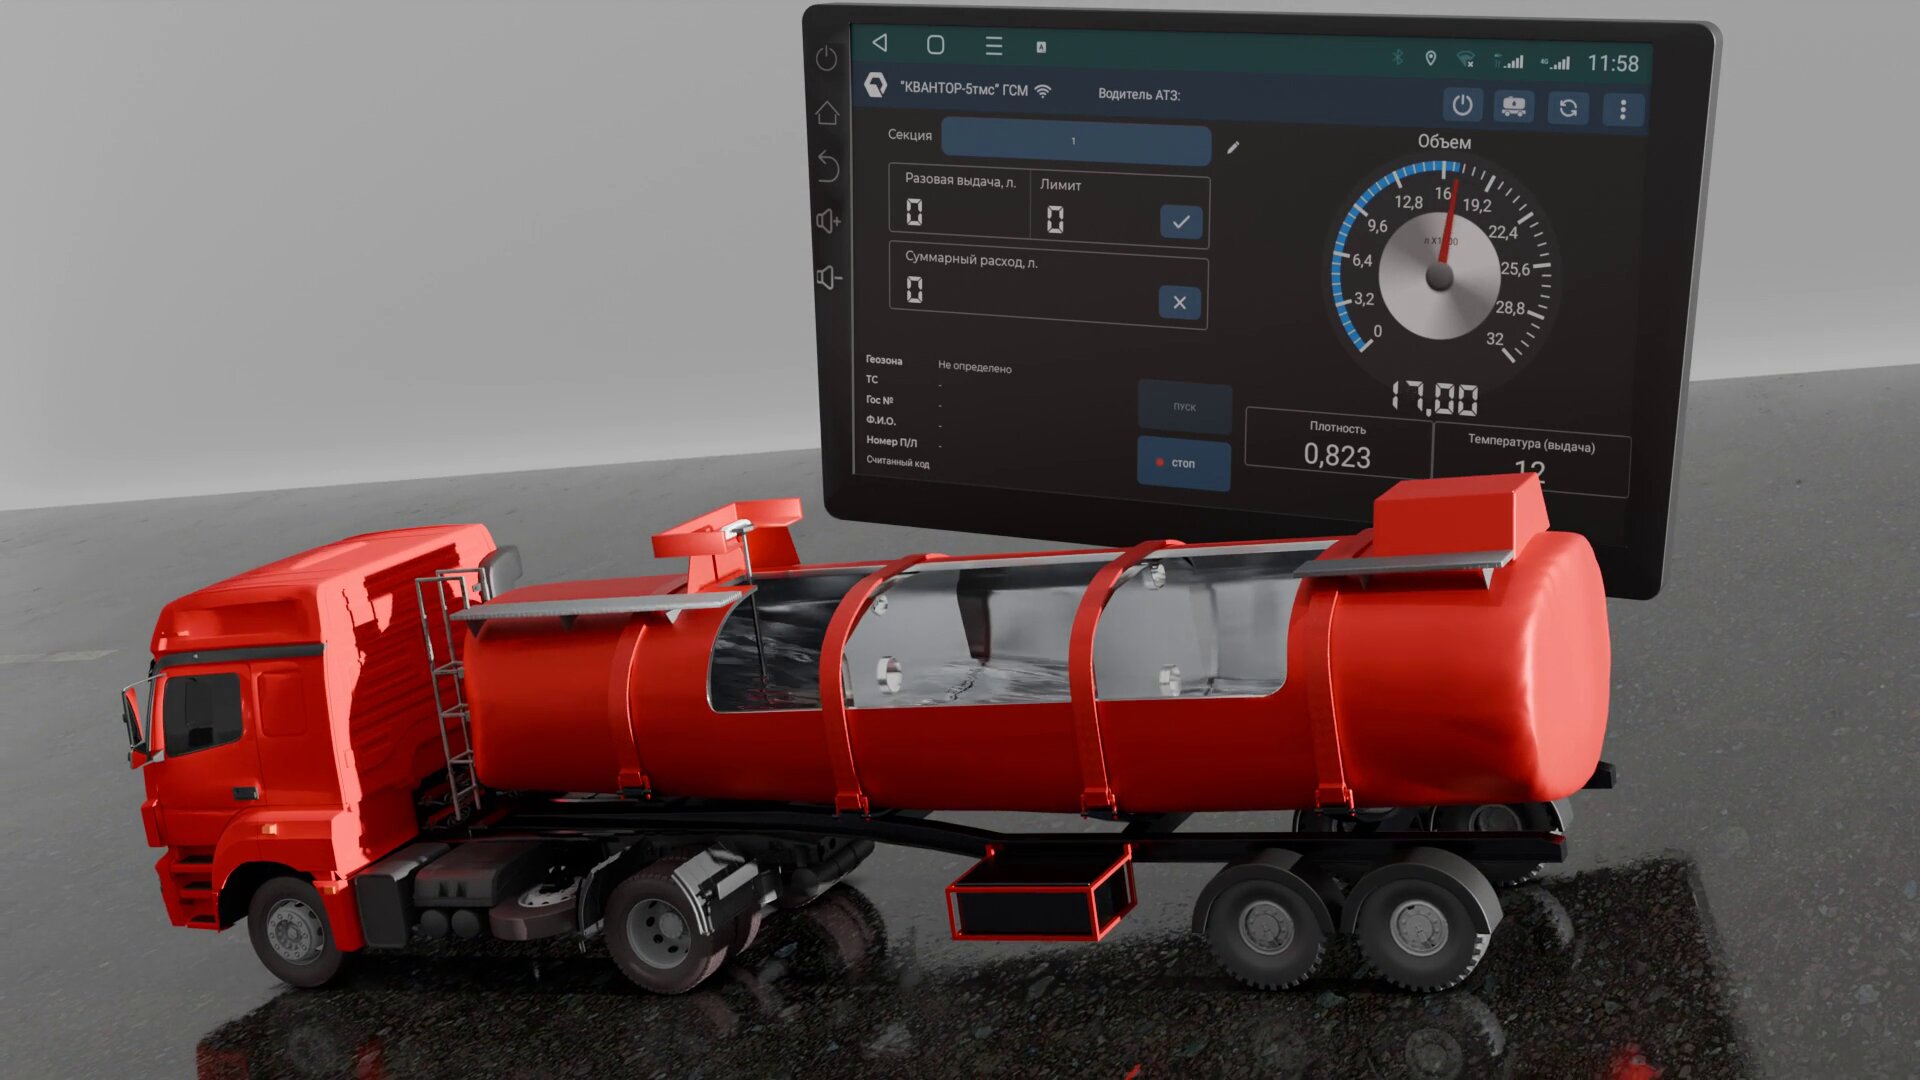 11:58
"КВАНТОР-5тмс" ГСМ
Водитель АТЗ:
Секция
1
Разовая выдача, л.
Лимит
0
0
Суммарный расход, л.
0
Геозона
Не определено
ТС
-
Гос №
-
Ф.И.О.
-
Номер П/Л
-
Считанный код
ПУСК
СТОП
Объем
0
3,2
6,4
9,6
12,8
16
19,2
22,4
25,6
28,8
32
17,00
Плотность
0,823
Температура (выдача)
12